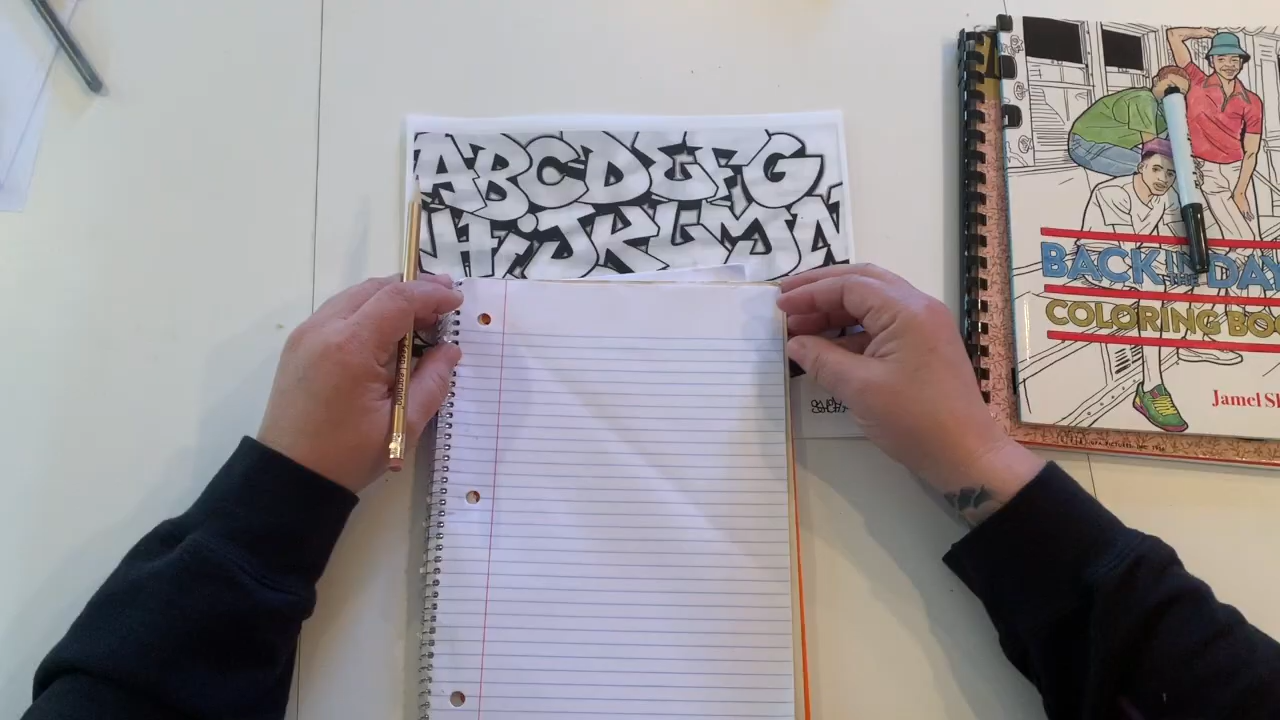 ABCDEFG
HIJKLMN
BACK IN THE DAY
COLORING BOO
Jamel S